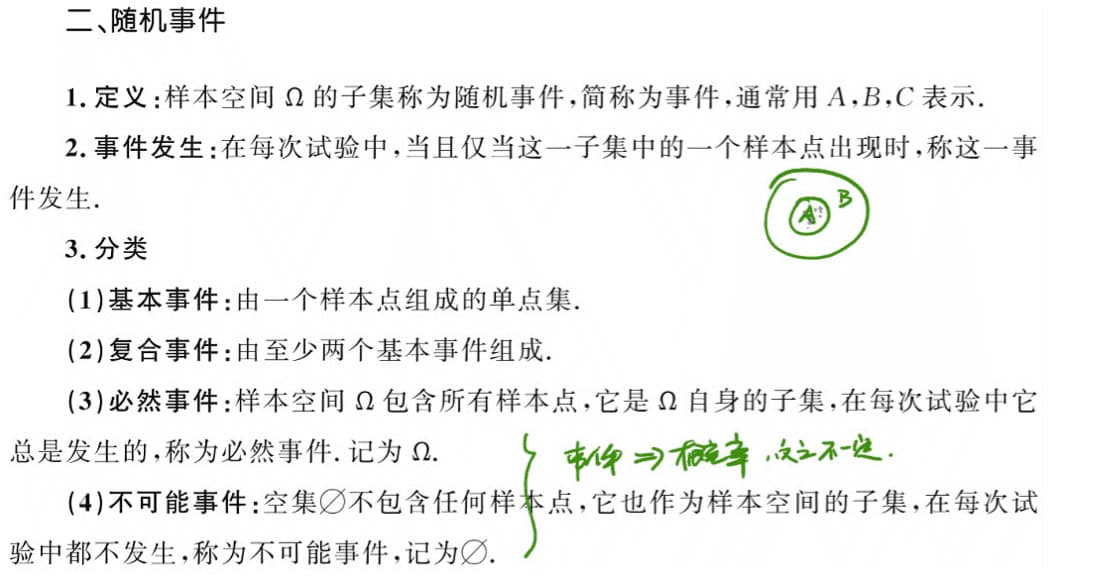 二、随机事件
1. 定义:样本空间 Ω 的子集称为随机事件,简称为事件,通常用 A,B,C 表示.
2. 事件发生:在每次试验中,当且仅当这一子集中的一个样本点出现时,称这一事
件发生.
A B
3. 分类
(1)基本事件:由一个样本点组成的单点集.
(2)复合事件:由至少两个基本事件组成.
(3)必然事件:样本空间 Ω 包含所有样本点,它是 Ω 自身的子集,在每次试验中它
总是发生的,称为必然事件. 记为 Ω.
事件 ⇒ 概率,反之不一定.
(4)不可能事件:空集∅不包含任何样本点,它也作为样本空间的子集,在每次试
验中都不发生,称为不可能事件,记为∅.